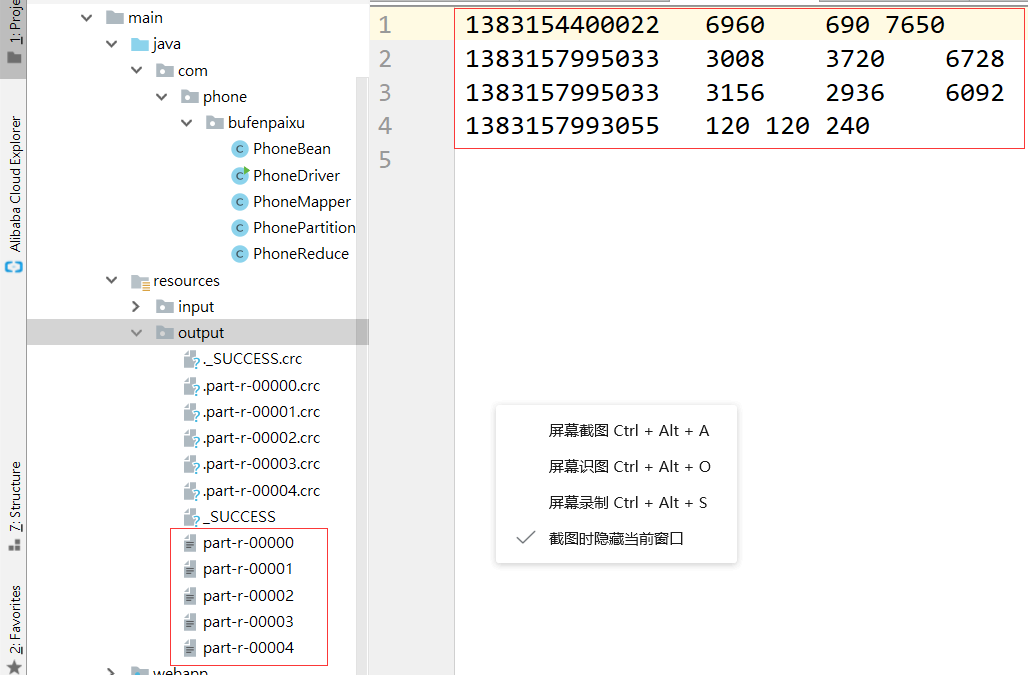 1: Proje
Alibaba Cloud Explorer
7: Structure
2: Favorites
main
java
com
phone
bufenpaixu
PhoneBean
PhoneDriver
PhoneMapper
PhonePartition
PhoneReduce
resources
input
output
._SUCCESS.crc
.part-r-00000.crc
.part-r-00001.crc
.part-r-00002.crc
.part-r-00003.crc
.part-r-00004.crc
_SUCCESS
part-r-00000
part-r-00001
part-r-00002
part-r-00003
part-r-00004
webapp
1 1383154400022 6960 690 7650
2 1383157995033 3008 3720 6728
3 1383157995033 3156 2936 6092
4 1383157993055 120 120 240
5
屏幕截图 Ctrl + Alt + A
屏幕识图 Ctrl + Alt + O
屏幕录制 Ctrl + Alt + S
截图时隐藏当前窗口